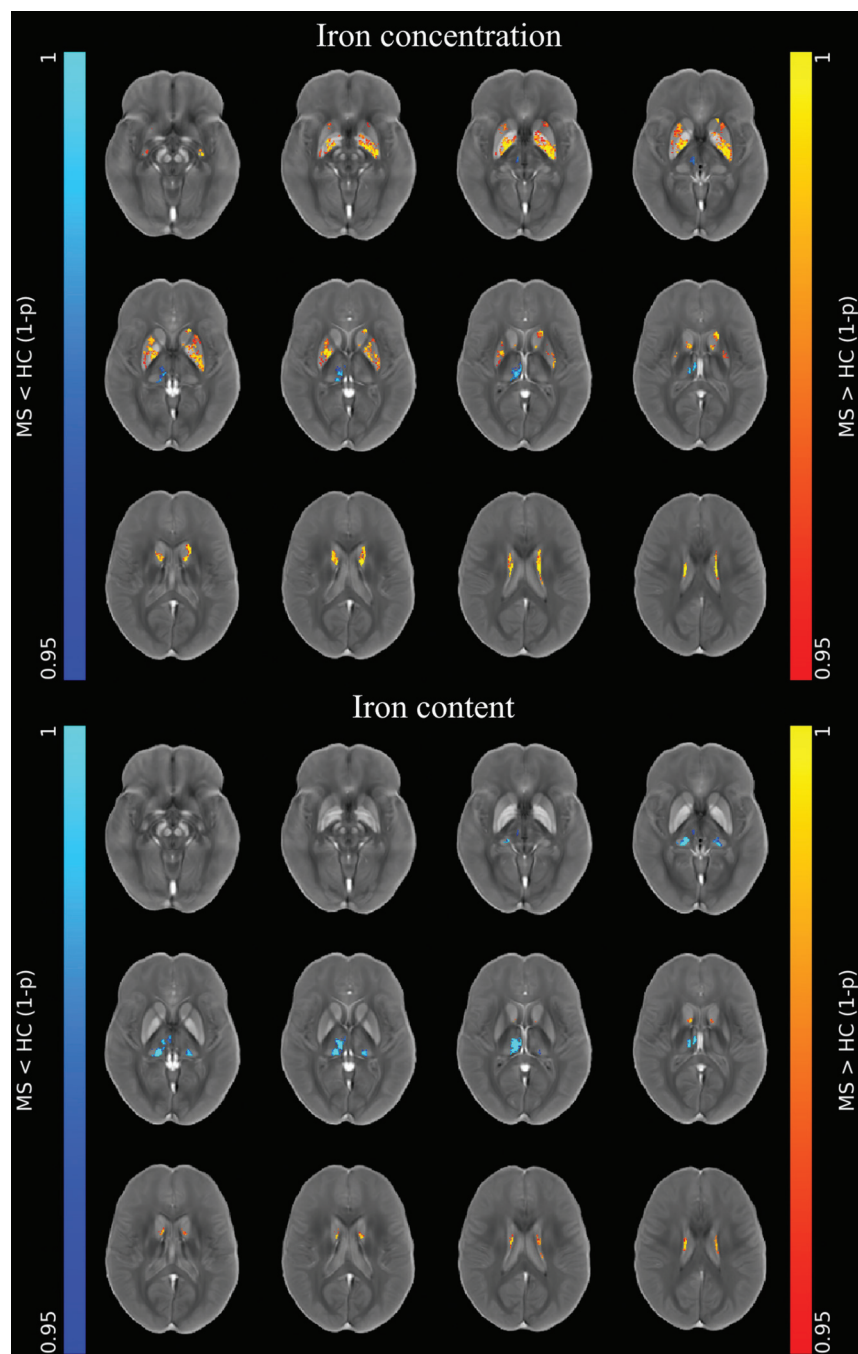 Iron concentration
1
MS < HC (1-p)
0.95
1
MS > HC (1-p)
0.95
Iron content
1
MS < HC (1-p)
0.95
1
MS > HC (1-p)
0.95